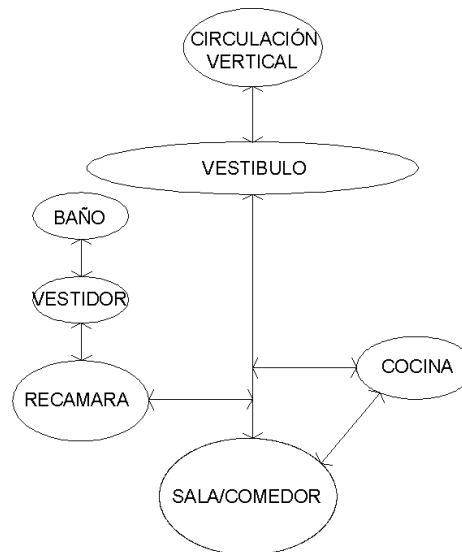 CIRCULACIÓN
VERTICAL
VESTIBULO
BAÑO
VESTIDOR
RECAMARA
COCINA
SALA/COMEDOR